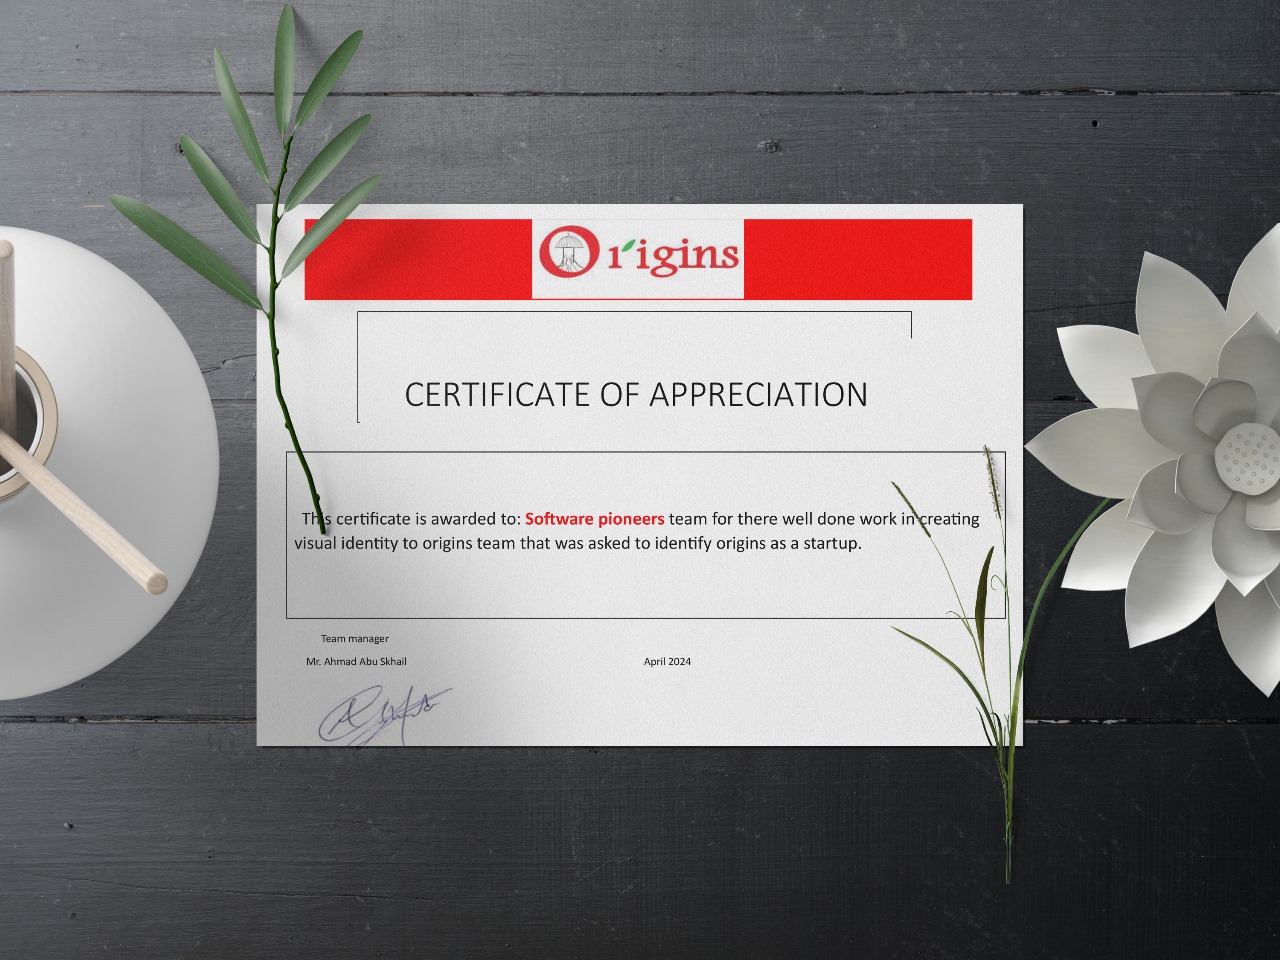 Origins
CERTIFICATE OF APPRECIATION
This certificate is awarded to: Software pioneers team for there well done work in creating
visual identity to origins team that was asked to identify origins as a startup.
Team manager
Mr. Ahmad Abu Skhail
April 2024